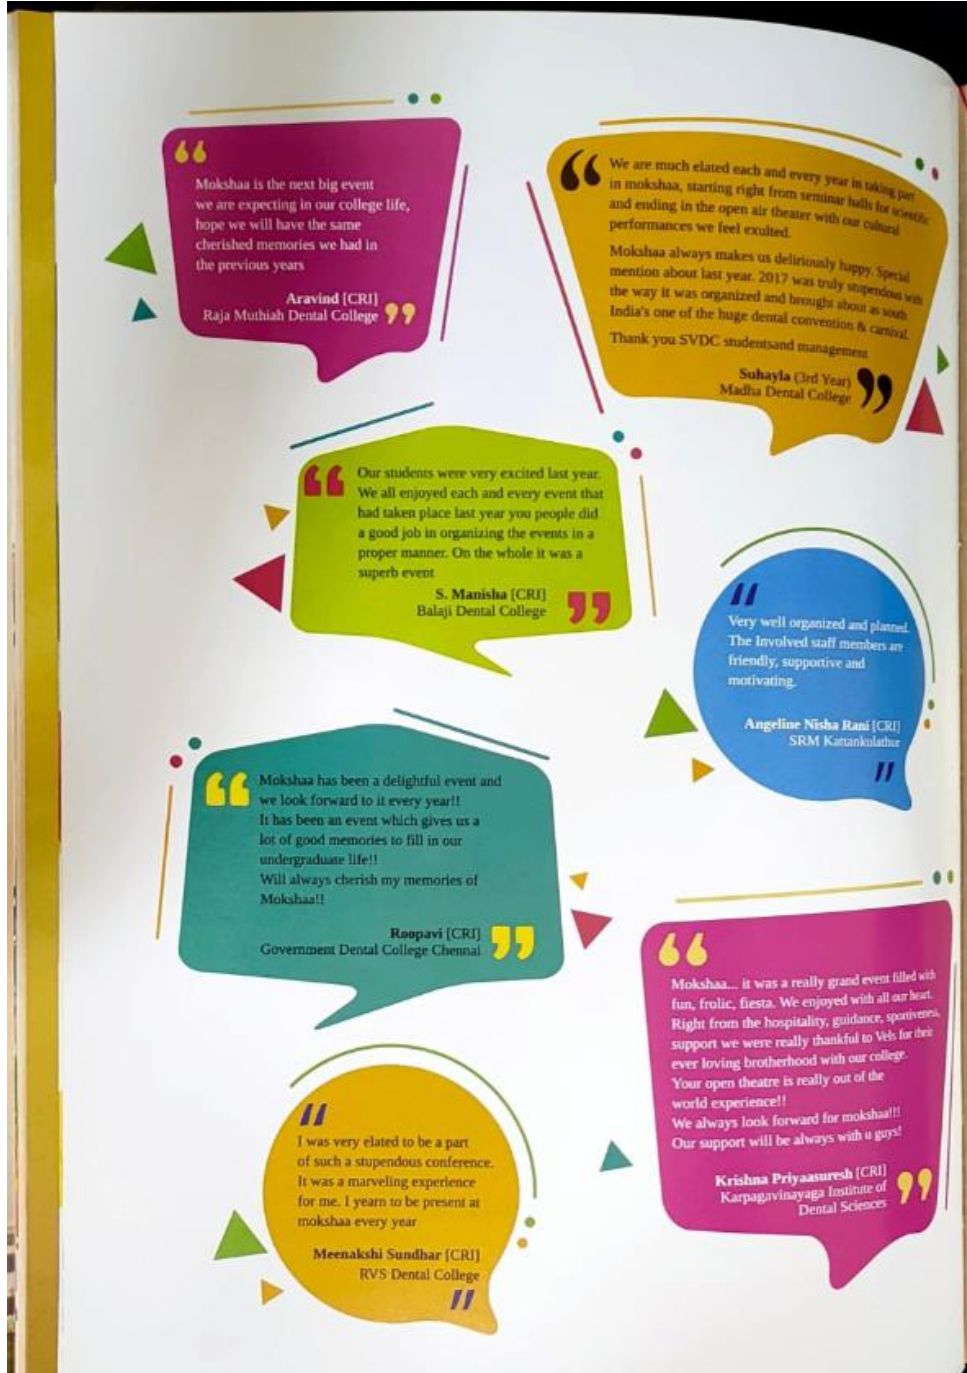 Mokshaa is the next big event
we are expecting in our college life,
hope we will have the same
cherished memories we had in
the previous years
Aravind [CRI]
Raja Muthiah Dental College
We are much elated each and every year in taking part
in mokshaa, starting right from seminar halls for scientific
and ending in the open air theater with our cultural
performances we feel exulted.
Mokshaa always makes us deliriously happy. Special
mention about last year. 2017 was truly stupendous with
the way it was organized and brought about as south
India's one of the huge dental convention & carnival.
Thank you SVDC studentsand management
Suhayla (3rd Year)
Madha Dental College
Our students were very excited last year.
We all enjoyed each and every event that
had taken place last year you people did
a good job in organizing the events in a
proper manner. On the whole it was a
superb event
S. Manisha [CRI]
Balaji Dental College
Very well organized and planned.
The Involved staff members are
friendly, supportive and
motivating.
Angeline Nisha Rani [CRI]
SRM Kattankulathur
Mokshaa has been a delightful event and
we look forward to it every year!!
It has been an event which gives us a
lot of good memories to fill in our
undergraduate life!!
Will always cherish my memories of
Mokshaa!!
Roopavi [CRI]
Government Dental College Chennai
Mokshaa... it was a really grand event filled with
fun, frolic, fiesta. We enjoyed with all our heart.
Right from the hospitality, guidance, sportiveness,
support we were really thankful to Vels for their
ever loving brotherhood with our college.
Your open theatre is really out of the
world experience!!
We always look forward for mokshaa!!!
Our support will be always with u guys!
Krishna Priyaasuresh [CRI]
Karpagavinayaga Institute of
Dental Sciences
I was very elated to be a part
of such a stupendous conference.
It was a marveling experience
for me. I yearn to be present at
mokshaa every year
Meenakshi Sundhar [CRI]
RVS Dental College